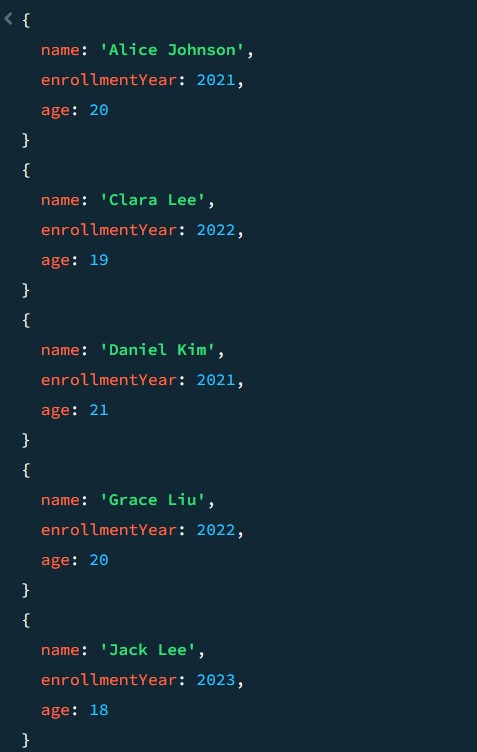 {
name: 'Alice Johnson',
enrollmentYear: 2021,
age: 20
}
{
name: 'Clara Lee',
enrollmentYear: 2022,
age: 19
}
{
name: 'Daniel Kim',
enrollmentYear: 2021,
age: 21
}
{
name: 'Grace Liu',
enrollmentYear: 2022,
age: 20
}
{
name: 'Jack Lee',
enrollmentYear: 2023,
age: 18
}